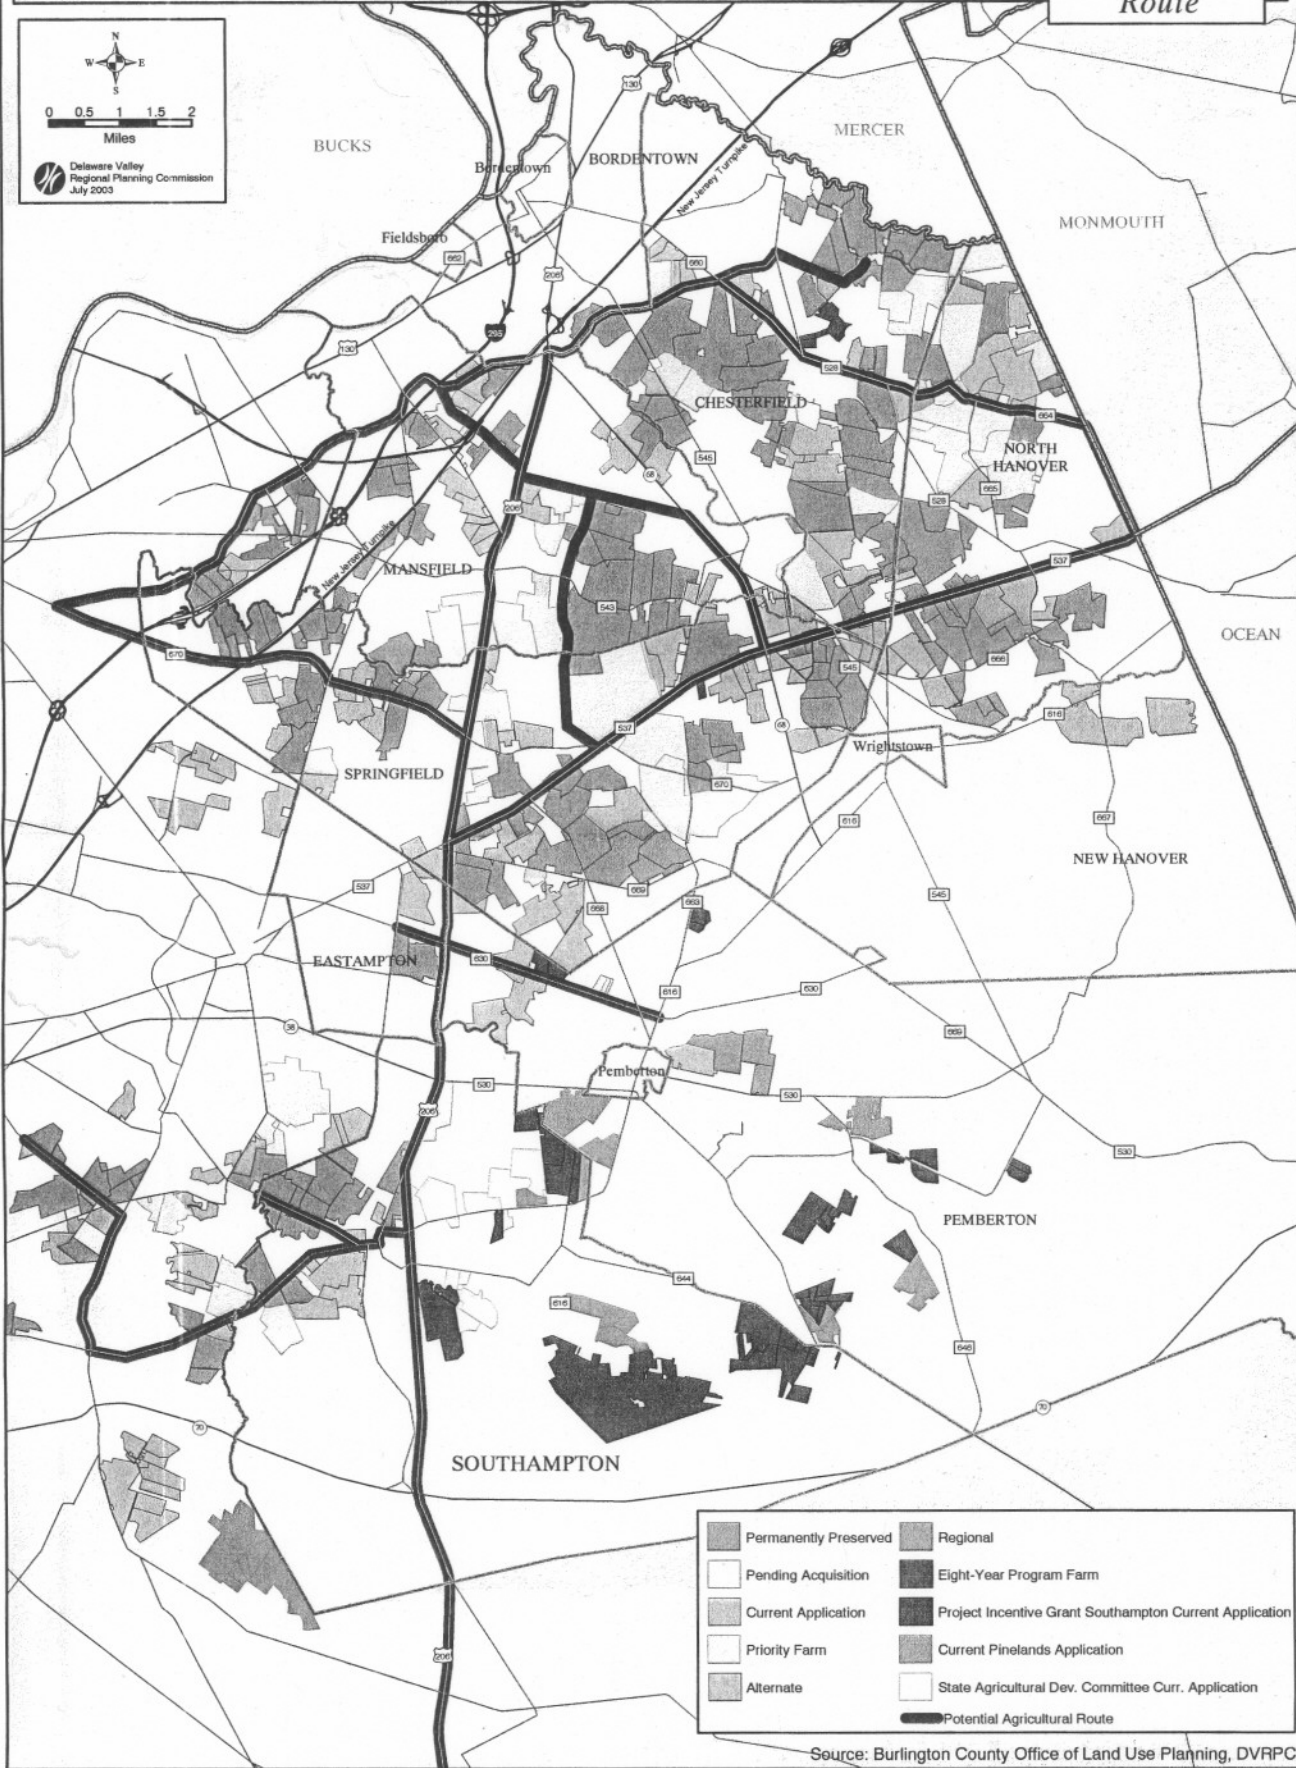 Route
N
W E
S
0 0.5 1 1.5 2
Miles
Delaware Valley
Regional Planning Commission
July 2003
BUCKS
MERCER
MONMOUTH
OCEAN
Bordentown
BORDENTOWN
130
New Jersey Turnpike
Fieldsboro
662
206
660
295
130
528
CHESTERFIELD
664
NORTH
HANOVER
545
68
665
528
206
New Jersey Turnpike
MANSFIELD
537
543
670
545
666
616
537
68
Wrightstown
SPRINGFIELD
670
616
667
NEW HANOVER
537
669
545
668
663
EASTAMPTON
630
616
630
38
669
Pemberton
530
530
206
530
PEMBERTON
644
616
646
70
70
SOUTHAMPTON
206
Permanently Preserved
Pending Acquisition
Current Application
Priority Farm
Alternate
Regional
Eight-Year Program Farm
Project Incentive Grant Southampton Current Application
Current Pinelands Application
State Agricultural Dev. Committee Curr. Application
Potential Agricultural Route
Source: Burlington County Office of Land Use Planning, DVRPC